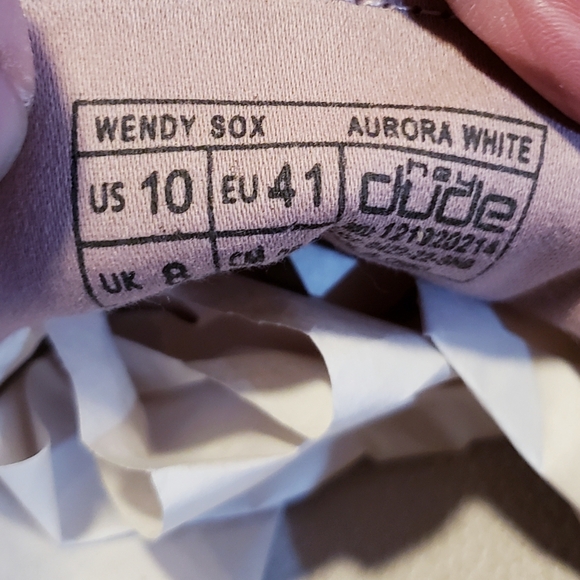 WENDY SOX AURORA WHITE
US 10 EU 41 hey dude
UK 8 CM